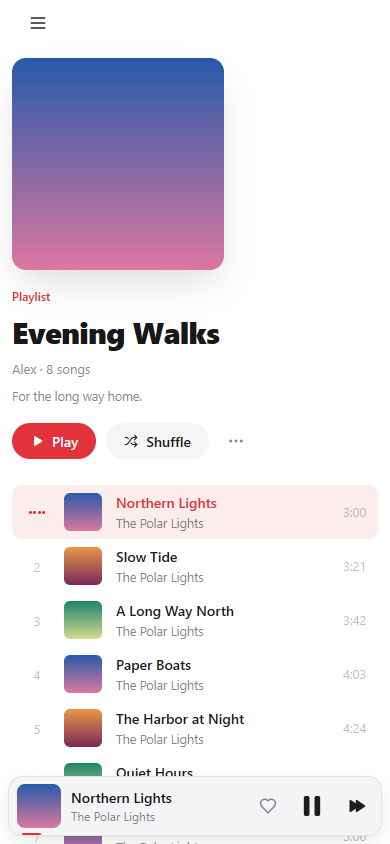 Playlist
Evening Walks
Alex · 8 songs
For the long way home.
Play
Shuffle
Northern Lights
The Polar Lights
3:00
2
Slow Tide
The Polar Lights
3:21
3
A Long Way North
The Polar Lights
3:42
4
Paper Boats
The Polar Lights
4:03
5
The Harbor at Night
The Polar Lights
4:24
Quiet Hours
Northern Lights
The Polar Lights